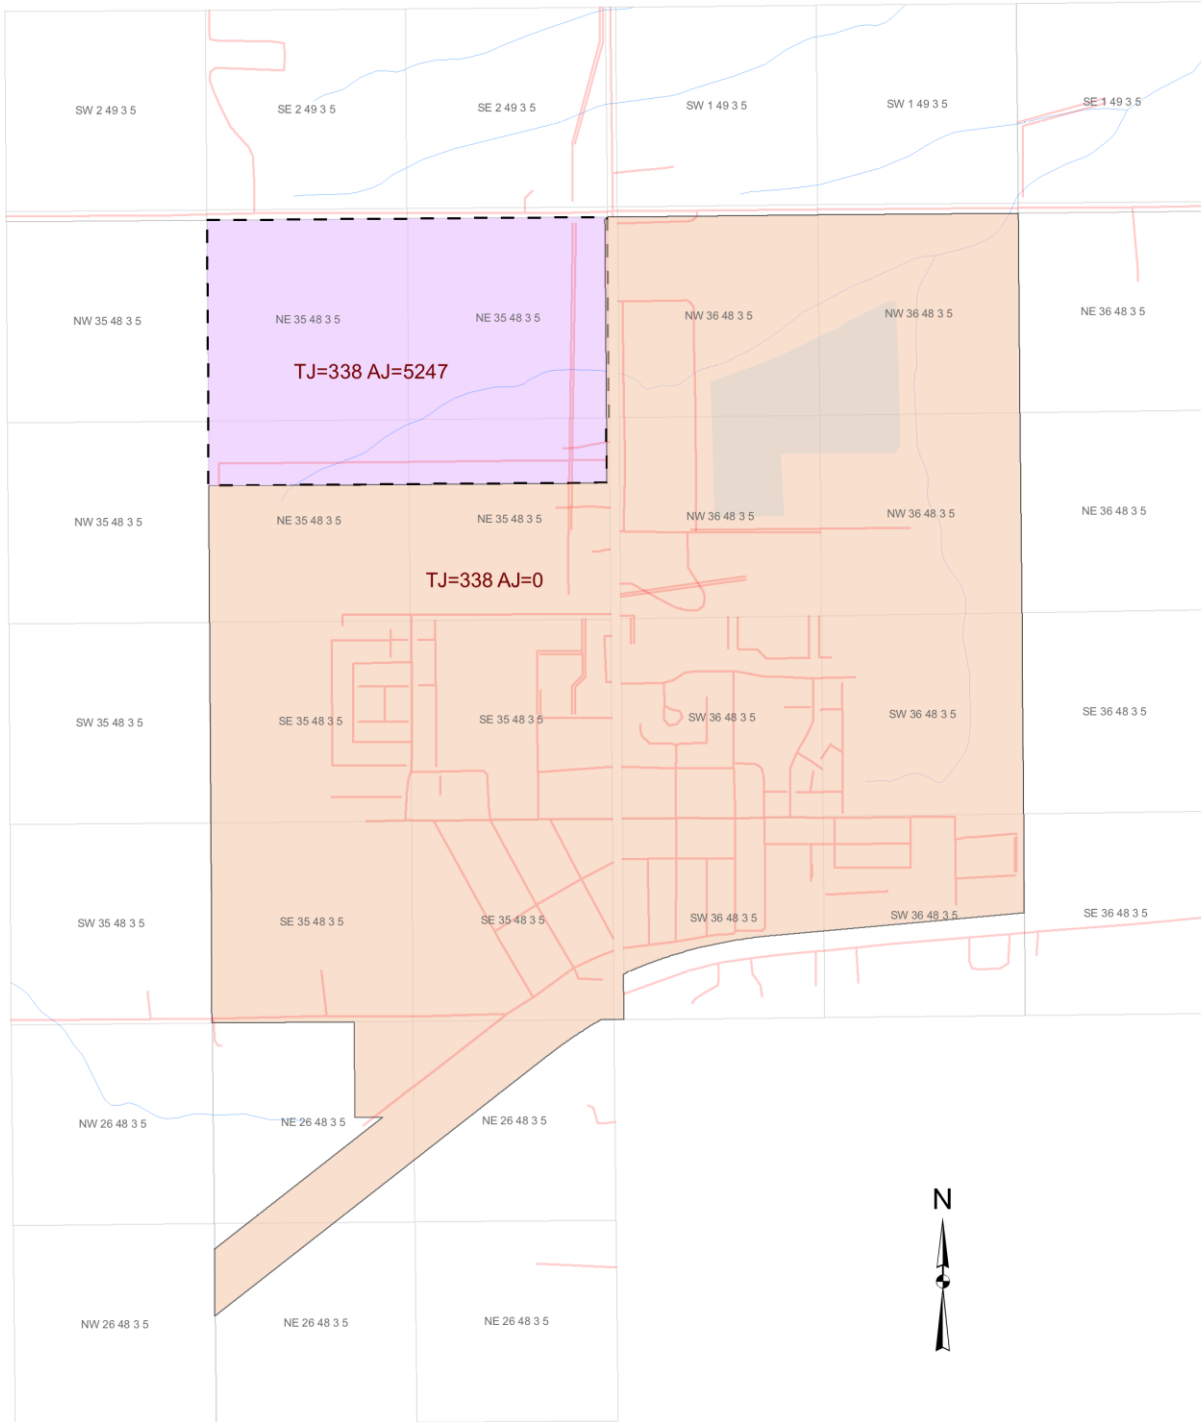 SW 2 49 3 5
SE 2 49 3 5
SE 2 49 3 5
SW 1 49 3 5
SW 1 49 3 5
SE 1 49 3 5
NW 35 48 3 5
NE 35 48 3 5
NE 35 48 3 5
NW 36 48 3 5
NW 36 48 3 5
NE 36 48 3 5
TJ=338 AJ=5247
NW 35 48 3 5
NE 35 48 3 5
NE 35 48 3 5
NW 36 48 3 5
NW 36 48 3 5
NE 36 48 3 5
TJ=338 AJ=0
SW 35 48 3 5
SE 35 48 3 5
SE 35 48 3 5
SW 36 48 3 5
SW 36 48 3 5
SE 36 48 3 5
SW 35 48 3 5
SE 35 48 3 5
SE 35 48 3 5
SW 36 48 3 5
SW 36 48 3 5
SE 36 48 3 5
NW 26 48 3 5
NE 26 48 3 5
NE 26 48 3 5
N
NW 26 48 3 5
NE 26 48 3 5
NE 26 48 3 5